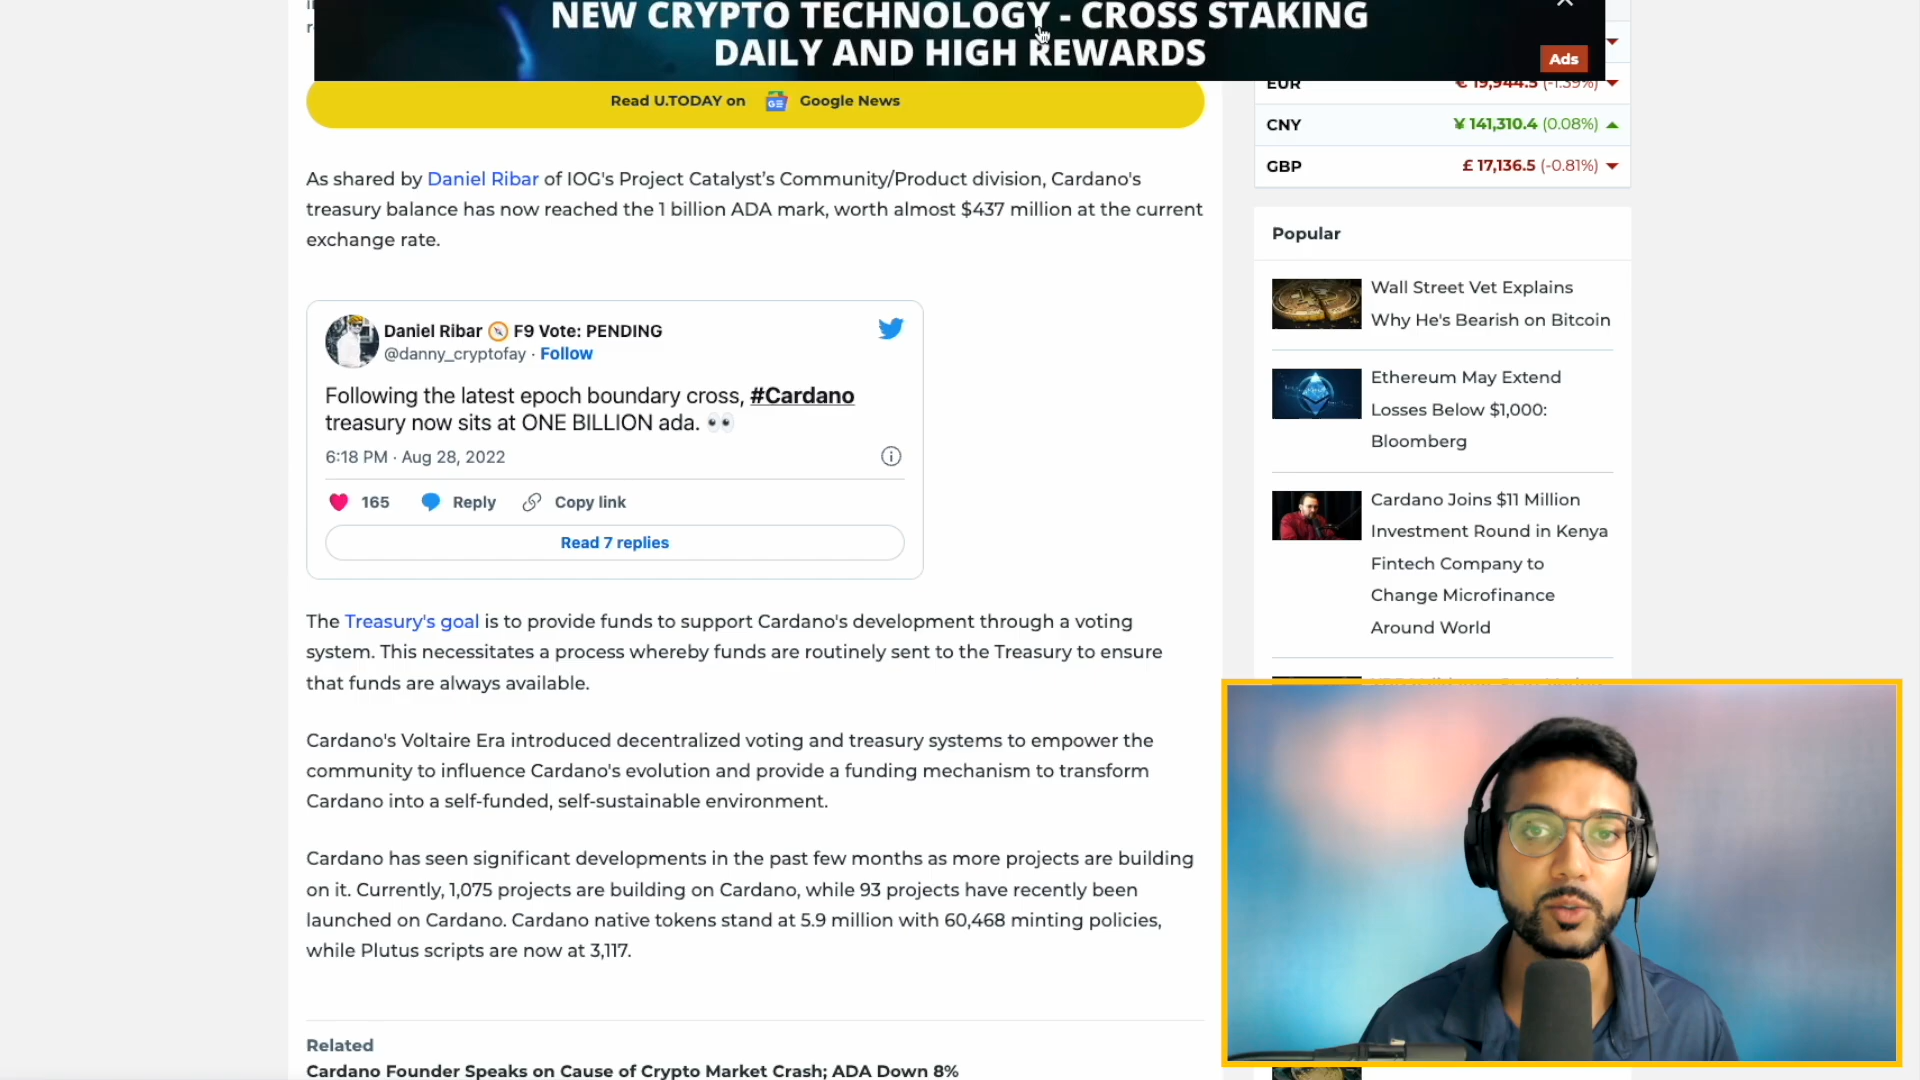 NEW CRYPTO TECHNOLOGY - CROSS STAKING
DAILY AND HIGH REWARDS
Ads
Read U.TODAY on Google News
As shared by Daniel Ribar of IOG's Project Catalyst's Community/Product division, Cardano's
treasury balance has now reached the 1 billion ADA mark, worth almost $437 million at the current
exchange rate.
Daniel Ribar F9 Vote: PENDING
@danny_cryptofay · Follow
Following the latest epoch boundary cross, #Cardano
treasury now sits at ONE BILLION ada. 👀
6:18 PM · Aug 28, 2022
165 Reply Copy link
Read 7 replies
The Treasury's goal is to provide funds to support Cardano's development through a voting
system. This necessitates a process whereby funds are routinely sent to the Treasury to ensure
that funds are always available.
Cardano's Voltaire Era introduced decentralized voting and treasury systems to empower the
community to influence Cardano's evolution and provide a funding mechanism to transform
Cardano into a self-funded, self-sustainable environment.
Cardano has seen significant developments in the past few months as more projects are building
on it. Currently, 1,075 projects are building on Cardano, while 93 projects have recently been
launched on Cardano. Cardano native tokens stand at 5.9 million with 60,468 minting policies,
while Plutus scripts are now at 3,117.
Related
Cardano Founder Speaks on Cause of Crypto Market Crash; ADA Down 8%
EUR € 19,944.5 (-1.39%)
CNY ¥ 141,310.4 (0.08%)
GBP £ 17,136.5 (-0.81%)
Popular
Wall Street Vet Explains
Why He's Bearish on Bitcoin
Ethereum May Extend
Losses Below $1,000:
Bloomberg
Cardano Joins $11 Million
Investment Round in Kenya
Fintech Company to
Change Microfinance
Around World